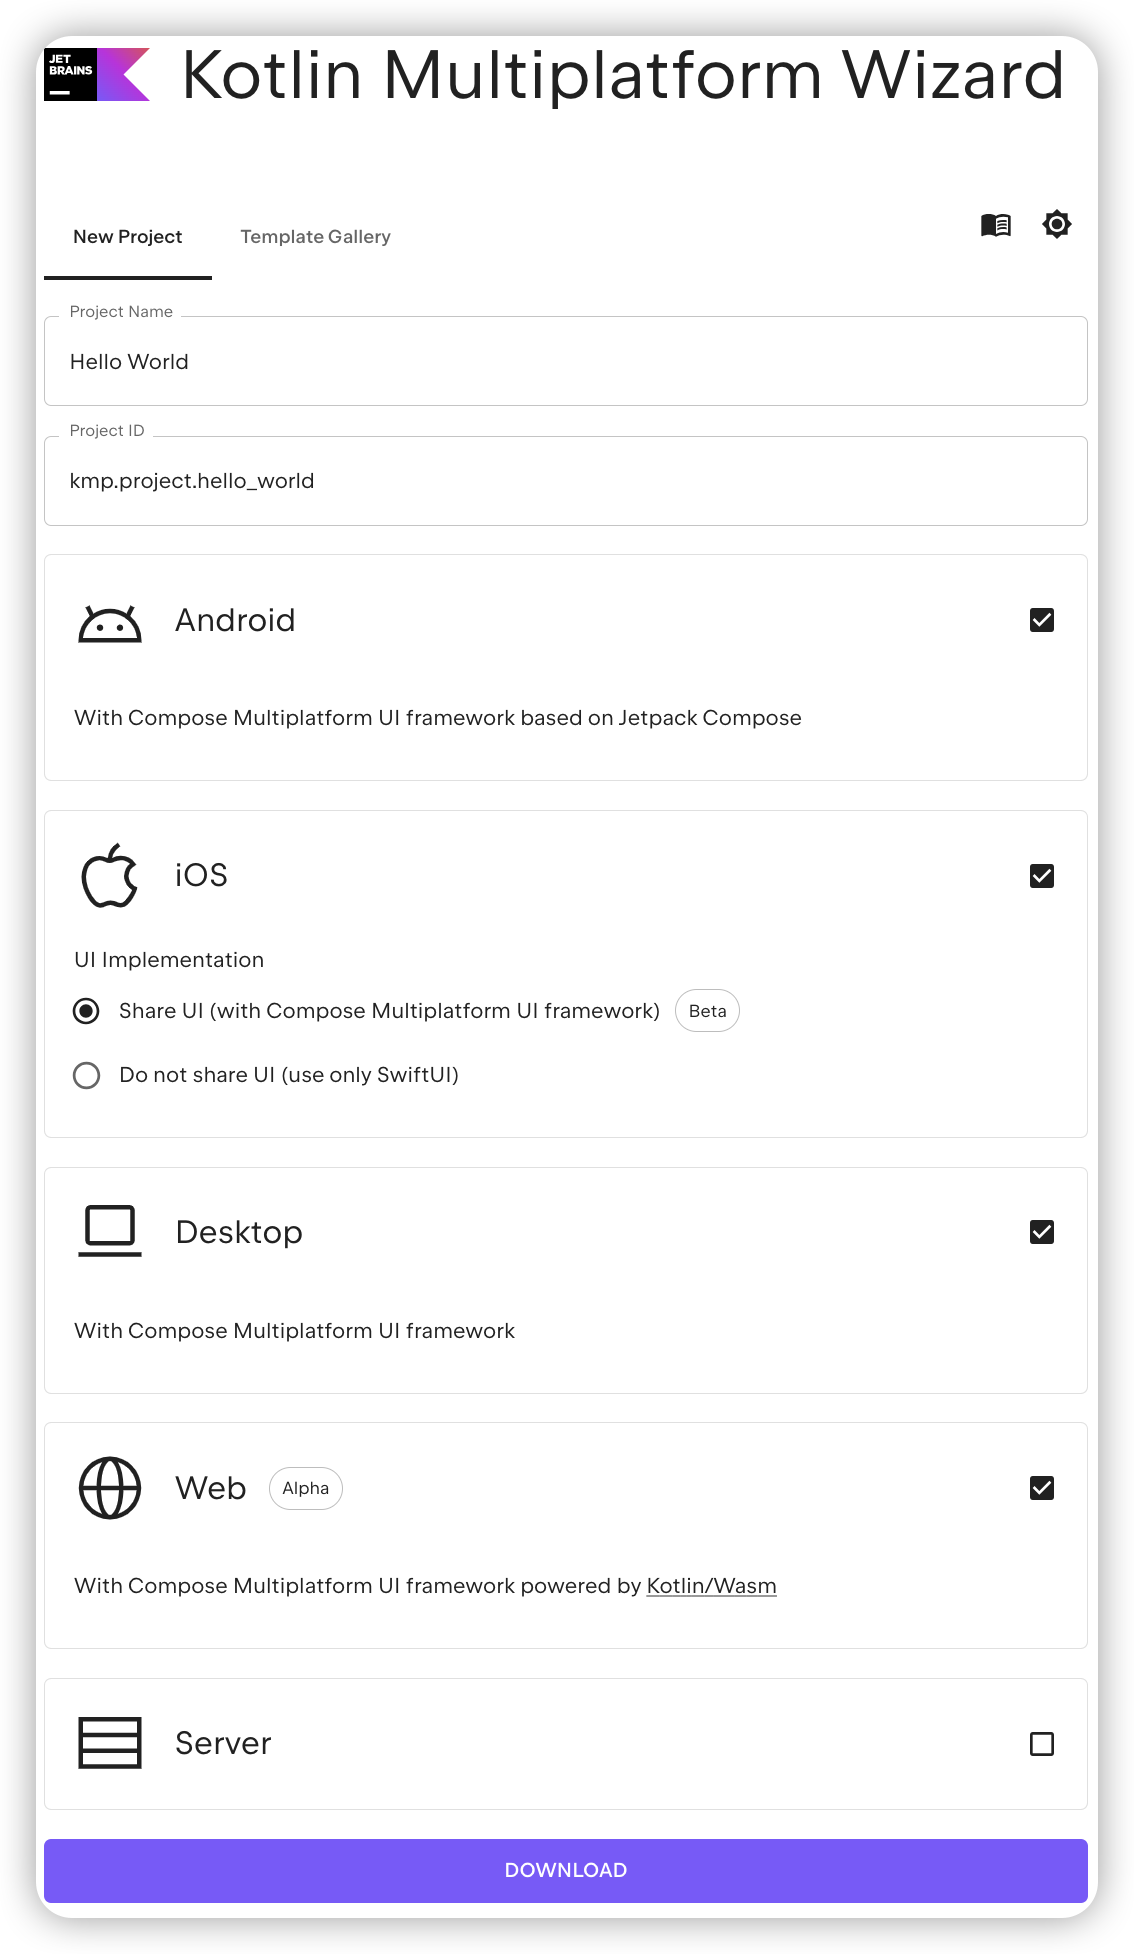 JET
BRAINS
Kotlin Multiplatform Wizard
New Project
Template Gallery
Project Name
Hello World
Project ID
kmp.project.hello_world
Android
With Compose Multiplatform UI framework based on Jetpack Compose
iOS
UI Implementation
Share UI (with Compose Multiplatform UI framework) Beta
Do not share UI (use only SwiftUI)
Desktop
With Compose Multiplatform UI framework
Web Alpha
With Compose Multiplatform UI framework powered by Kotlin/Wasm
Server
DOWNLOAD